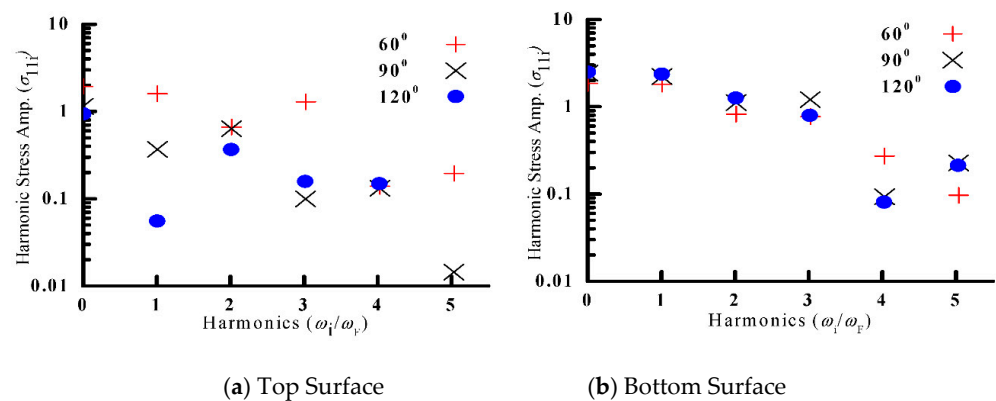 10
1
0.1
0.01
Harmonic Stress Amp. (σ11i)
60⁰
90⁰
120⁰
0 1 2 3 4 5
Harmonics (ωi/ωF)
(a) Top Surface
10
1
0.1
0.01
Harmonic Stress Amp. (σ11i)
60⁰
90⁰
120⁰
0 1 2 3 4 5
Harmonics (ωi/ωF)
(b) Bottom Surface